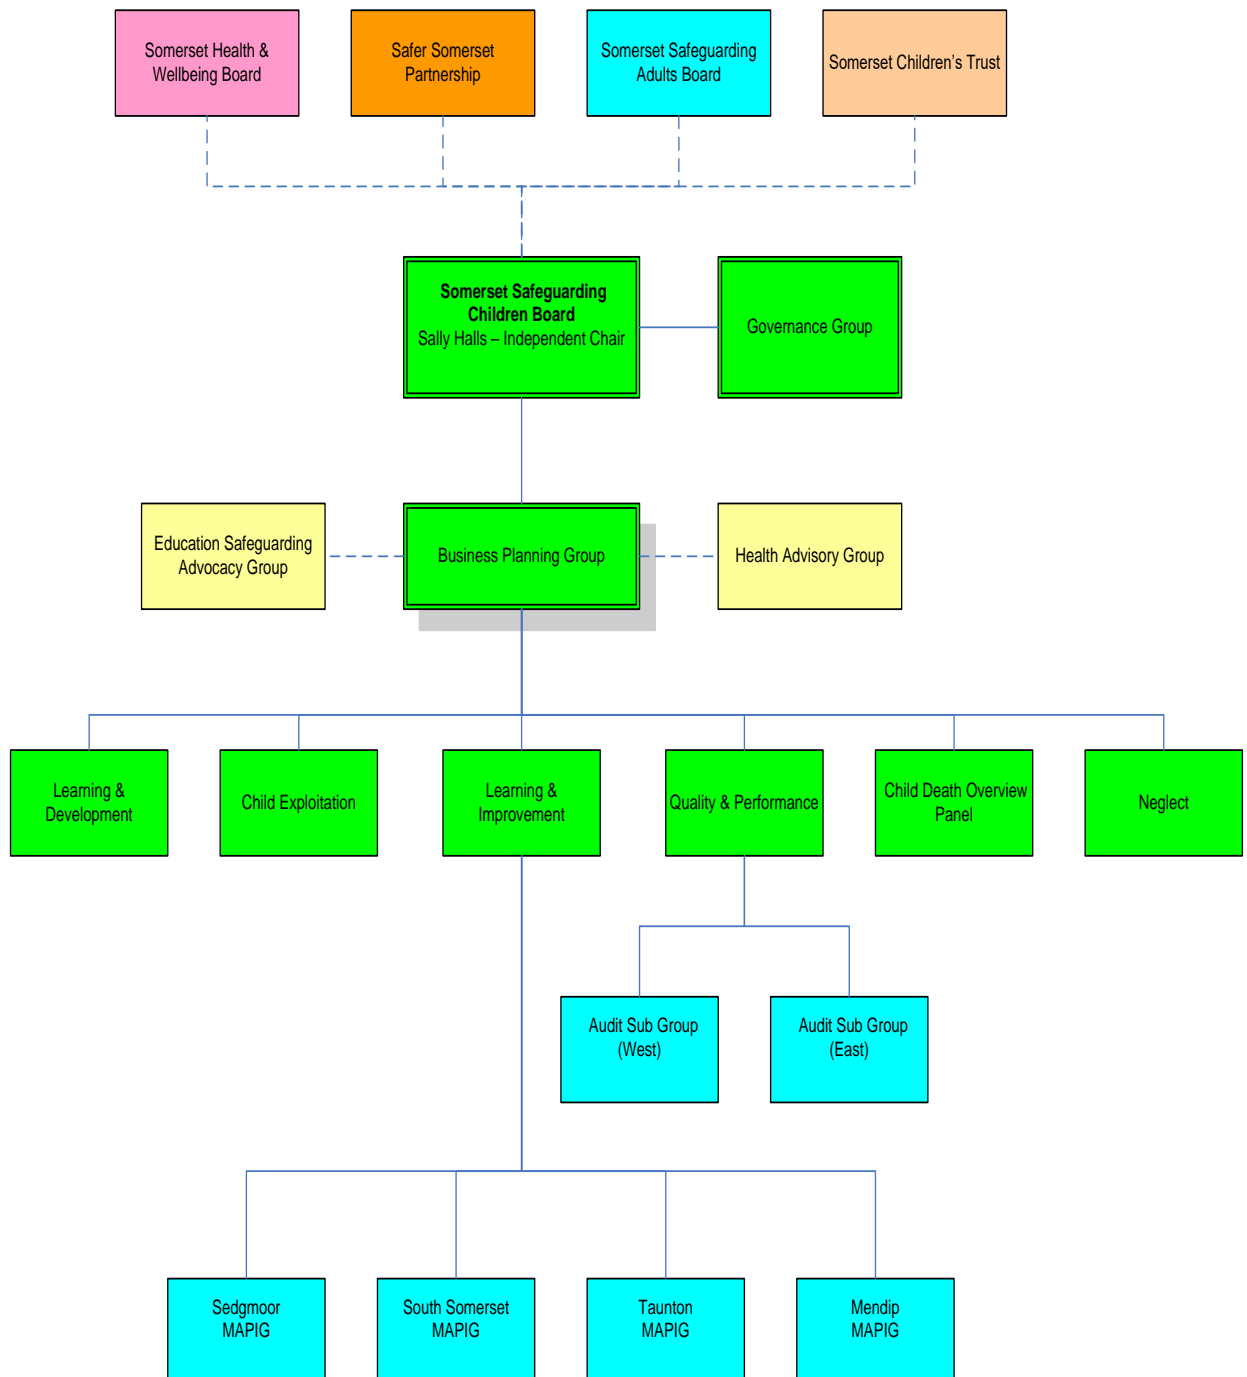 Somerset Health &
Wellbeing Board
Safer Somerset
Partnership
Somerset Safeguarding
Adults Board
Somerset Children's Trust
Somerset Safeguarding
Children Board
Sally Halls – Independent Chair
Governance Group
Education Safeguarding
Advocacy Group
Business Planning Group
Health Advisory Group
Learning &
Development
Child Exploitation
Learning &
Improvement
Quality & Performance
Child Death Overview
Panel
Neglect
Audit Sub Group
(West)
Audit Sub Group
(East)
Sedgmoor
MAPIG
South Somerset
MAPIG
Taunton
MAPIG
Mendip
MAPIG